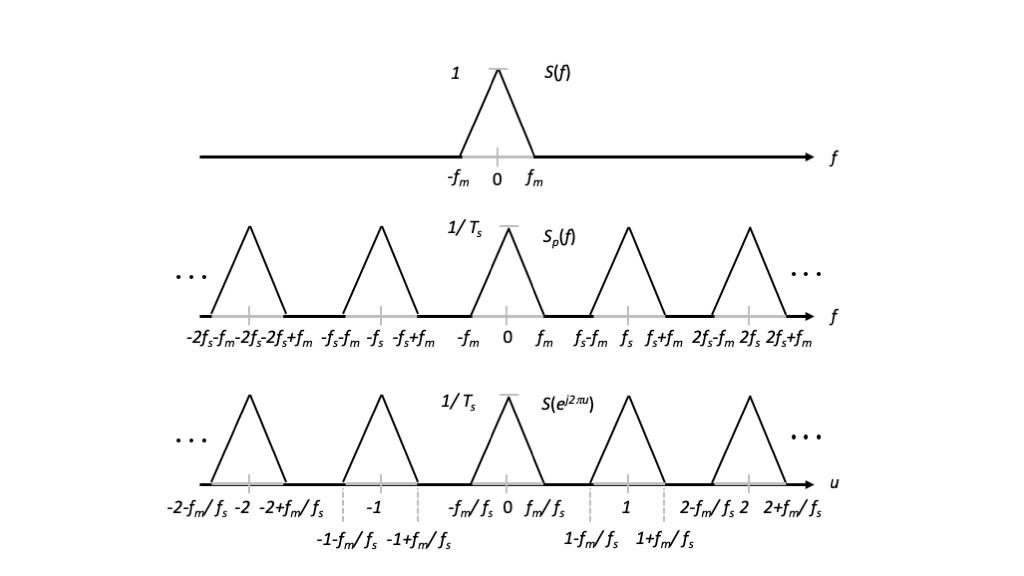 1 S(f)
f
-fm 0 fm
1/Ts Sp(f)
... ...
f
-2fs-fm -2fs -2fs+fm -fs-fm -fs -fs+fm -fm 0 fm fs-fm fs fs+fm 2fs-fm 2fs 2fs+fm
1/Ts S(e^j2πu)
... ...
u
-2-fm/fs -2 -2+fm/fs -1 -fm/fs 0 fm/fs 1 2-fm/fs 2 2+fm/fs
-1-fm/fs -1+fm/fs 1-fm/fs 1+fm/fs